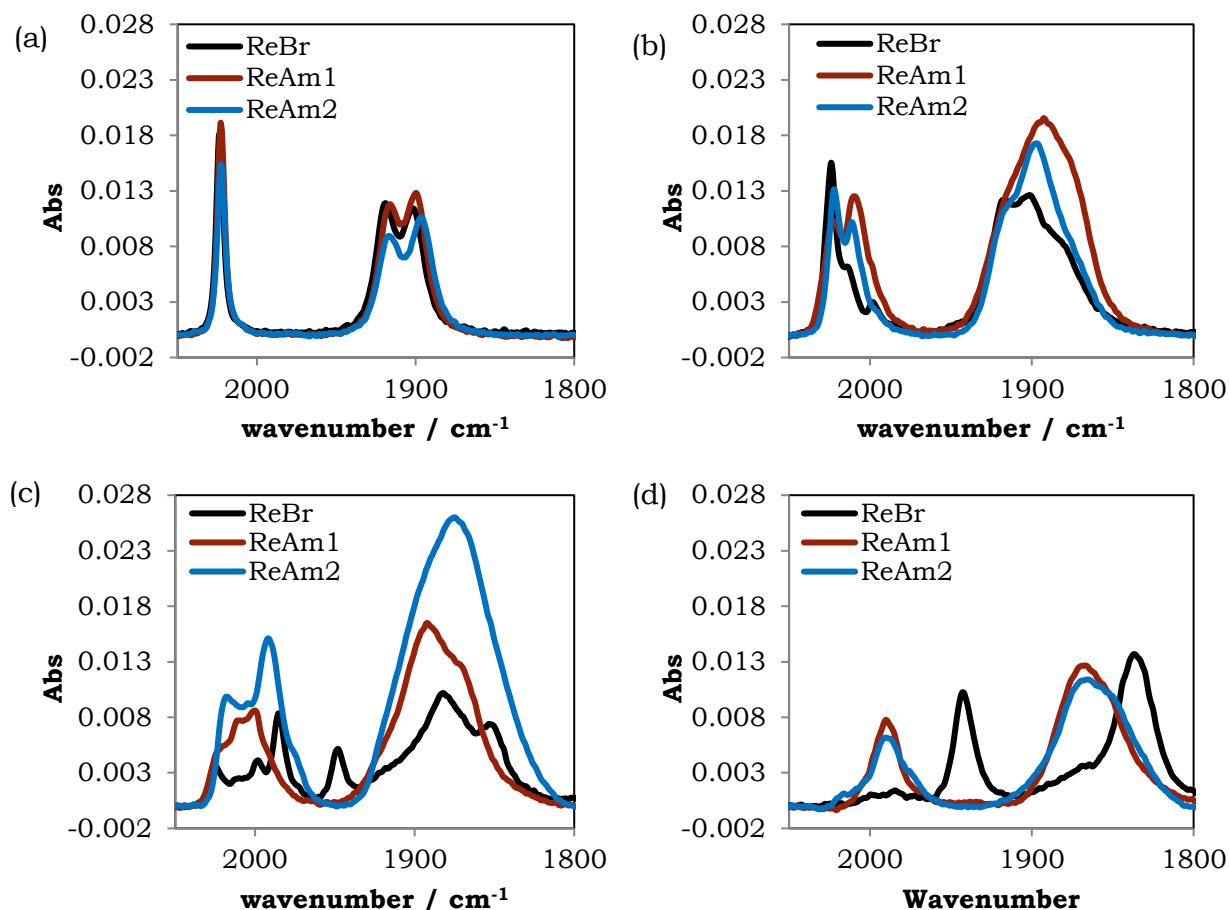 (a)
0.028
0.023
0.018
0.013
0.008
0.003
-0.002
Abs
ReBr
ReAm1
ReAm2
2000 1900 1800
wavenumber / cm-1
(b)
0.028
0.023
0.018
0.013
0.008
0.003
-0.002
Abs
ReBr
ReAm1
ReAm2
2000 1900 1800
wavenumber / cm-1
(c)
0.028
0.023
0.018
0.013
0.008
0.003
-0.002
Abs
ReBr
ReAm1
ReAm2
2000 1900 1800
wavenumber / cm-1
(d)
0.028
0.023
0.018
0.013
0.008
0.003
-0.002
Abs
ReBr
ReAm1
ReAm2
2000 1900 1800
Wavenumber